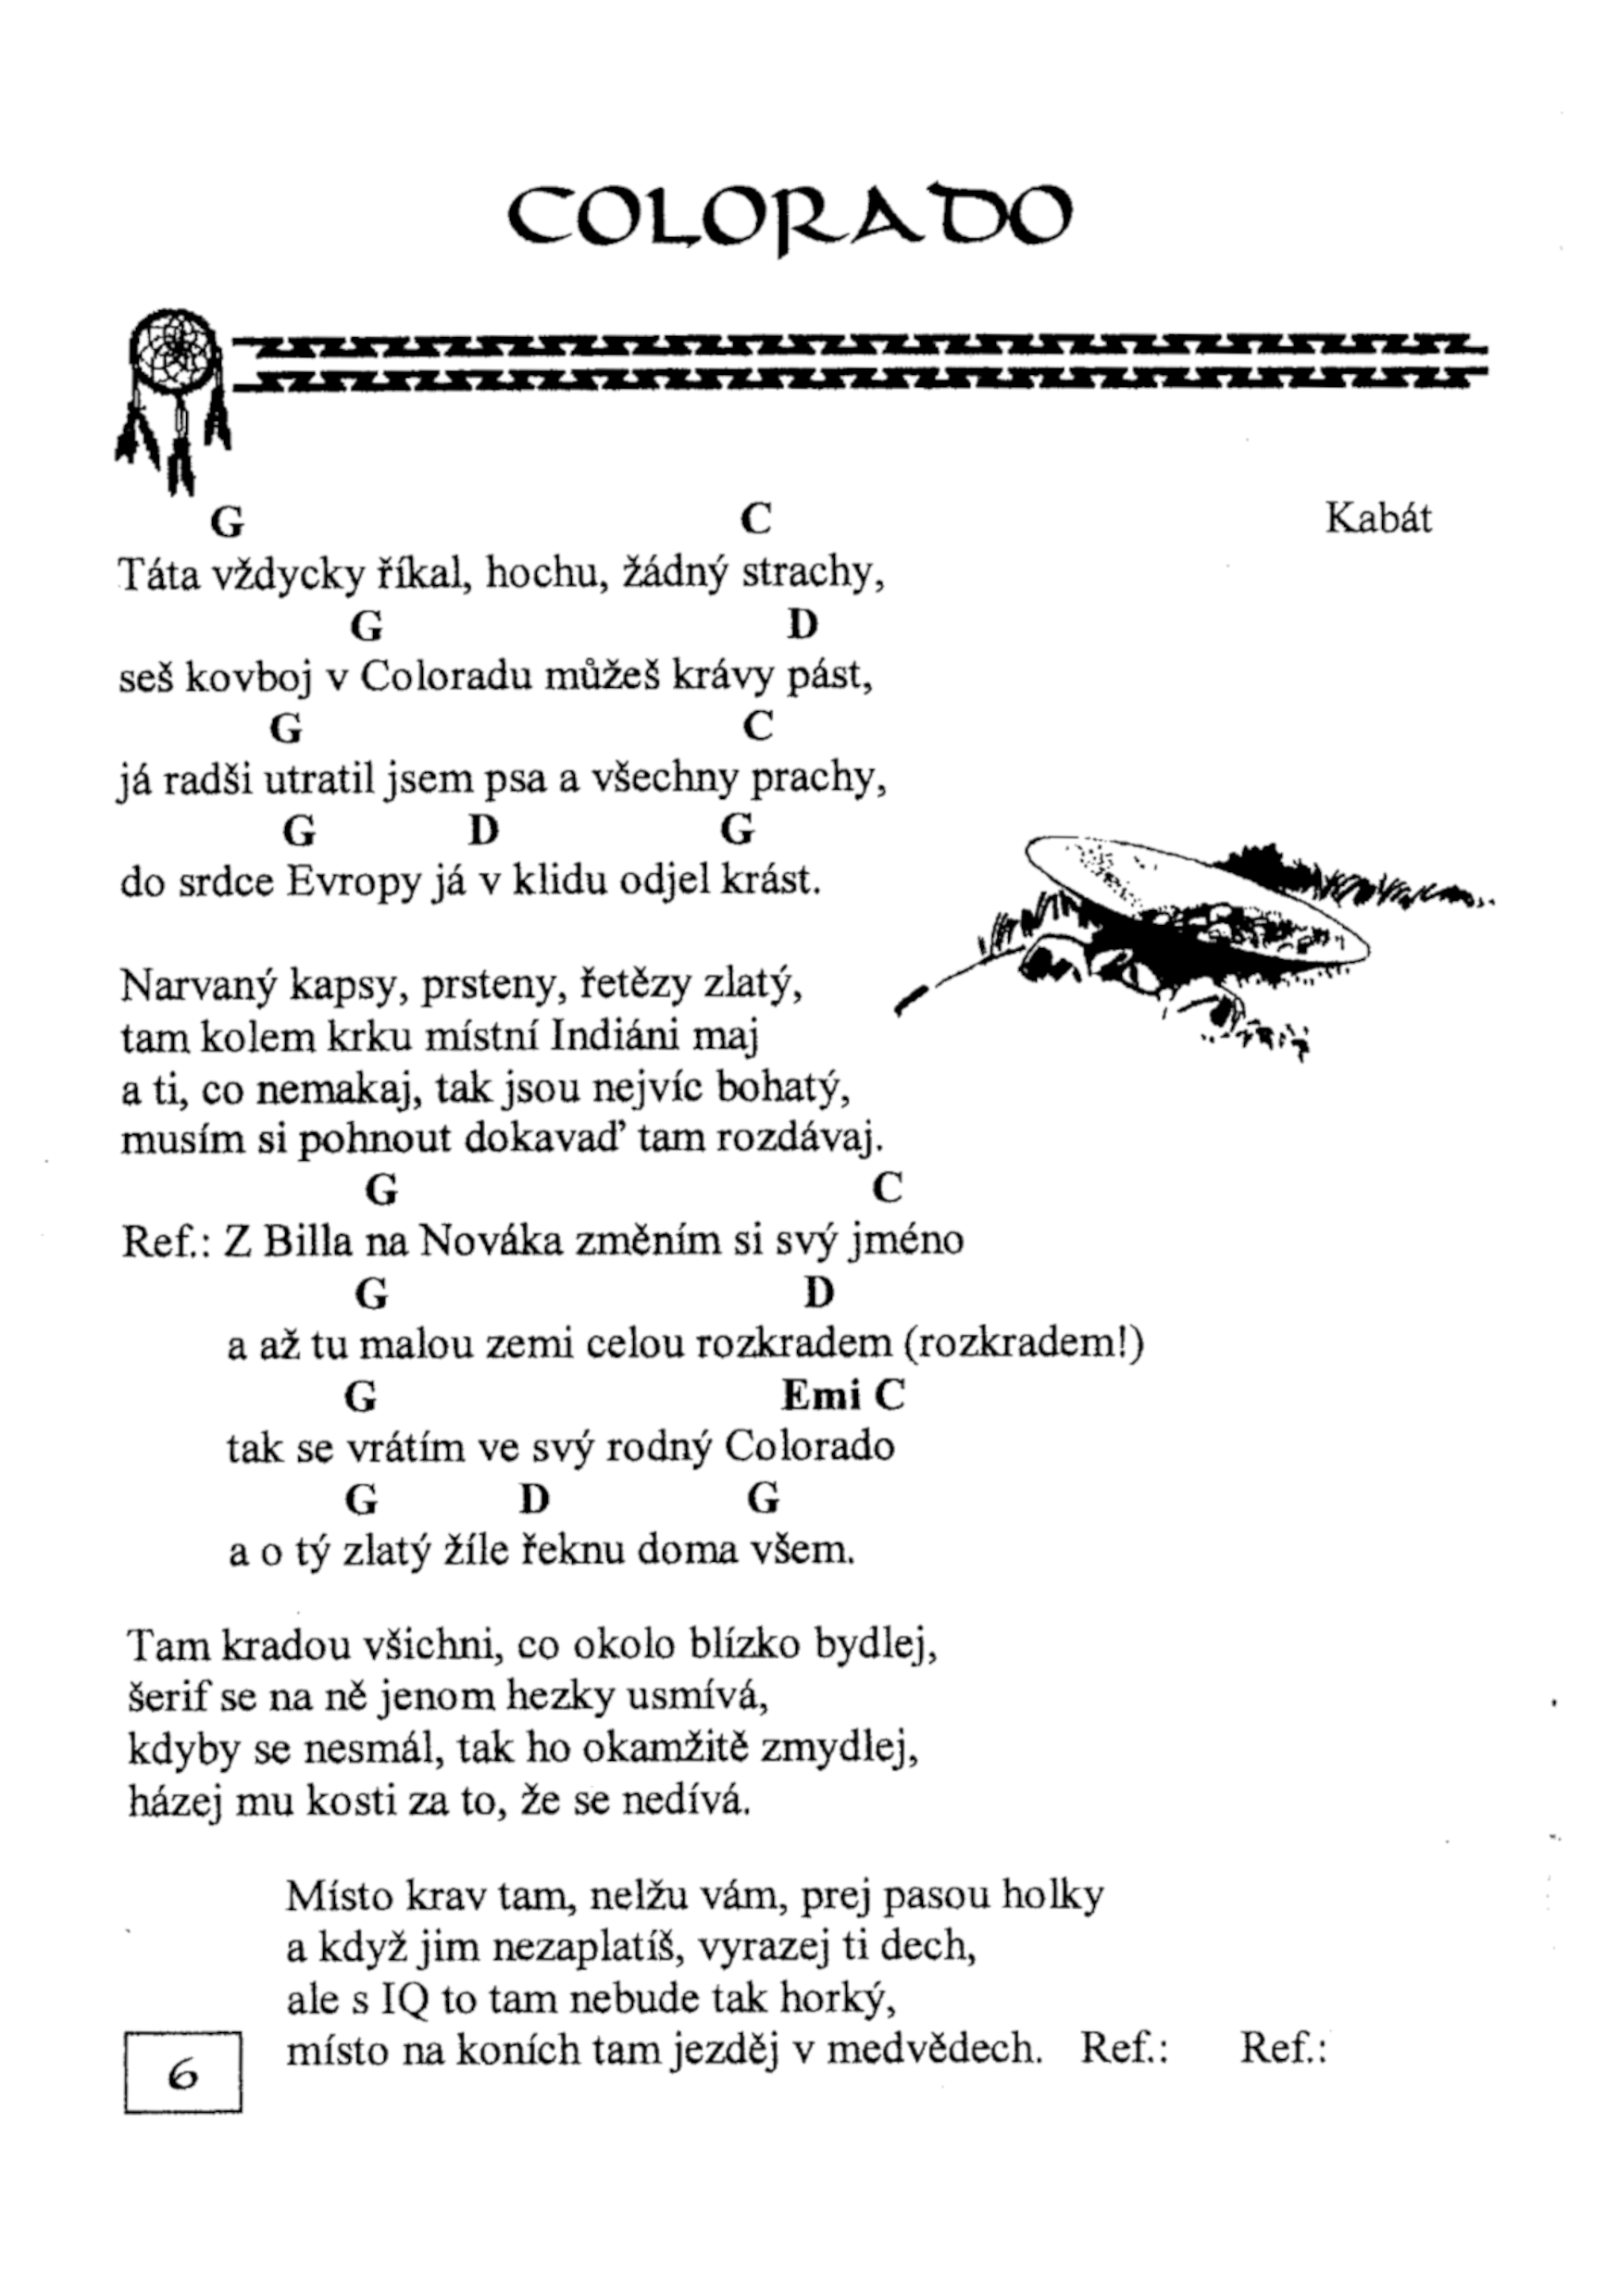 COLORADO
G C Kabát
Táta vždycky říkal, hochu, žádný strachy,
G D
seš kovboj v Coloradu můžeš krávy pást,
G C
já radši utratil jsem psa a všechny prachy,
G D G
do srdce Evropy já v klidu odjel krást.
Narvaný kapsy, prsteny, řetězy zlatý,
tam kolem krku místní Indiáni maj
a ti, co nemakaj, tak jsou nejvíc bohatý,
musím si pohnout dokavaď tam rozdávaj.
G C
Ref.: Z Billa na Nováka změním si svý jméno
G D
a až tu malou zemi celou rozkradem (rozkradem!)
G Emi C
tak se vrátím ve svý rodný Colorado
G D G
a o tý zlatý žíle řeknu doma všem.
Tam kradou všichni, co okolo blízko bydlej,
šerif se na ně jenom hezky usmívá,
kdyby se nesmál, tak ho okamžitě zmydlej,
házej mu kosti za to, že se nedívá.
Místo krav tam, nelžu vám, prej pasou holky
a když jim nezaplatíš, vyrazej ti dech,
ale s IQ to tam nebude tak horký,
místo na koních tam jezděj v medvědech. Ref.: Ref.:
6